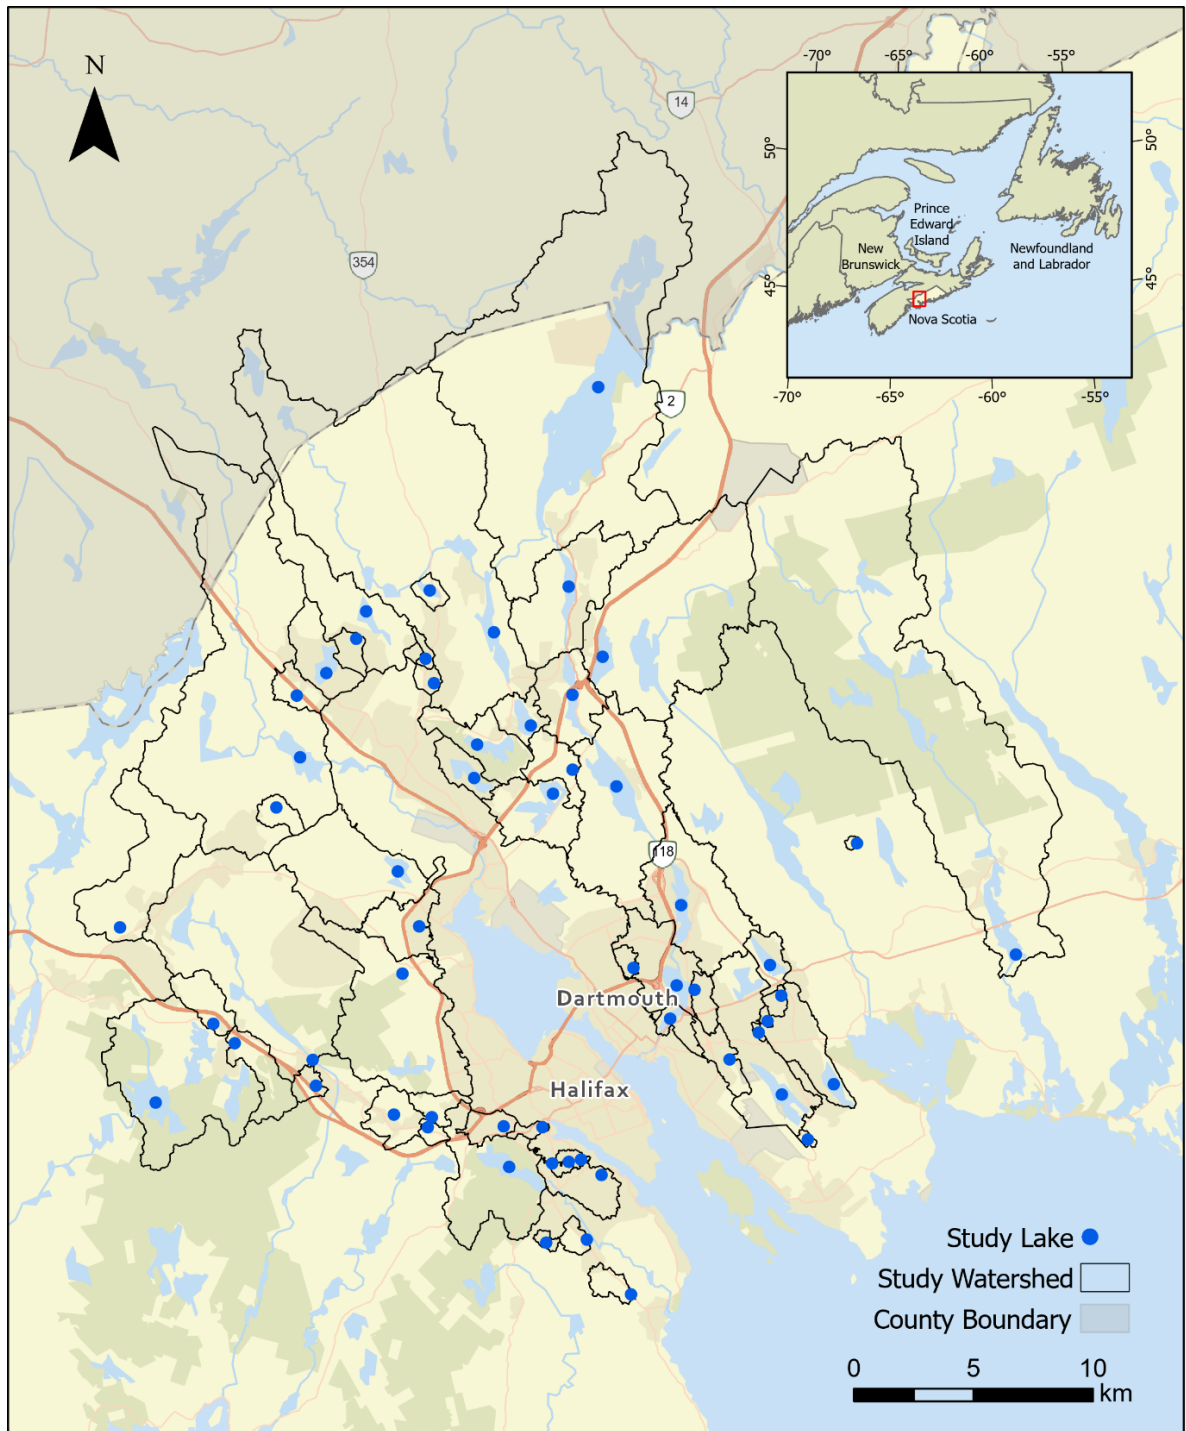 N
14
354
2
118
-70°
-65°
-60°
-55°
50°
50°
45°
45°
Prince
Edward
Island
New
Brunswick
Newfoundland
and Labrador
Nova Scotia
-70°
-65°
-60°
-55°
Dartmouth
Halifax
Study Lake
Study Watershed
County Boundary
0 5 10
km